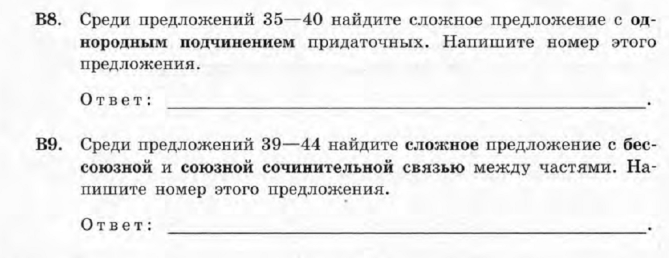 В8. Среди предложений 35—40 найдите сложное предложение с од-
нородным подчинением придаточных. Напишите номер этого
предложения.
Ответ: ____________________.
В9. Среди предложений 39—44 найдите сложное предложение с бес-
союзной и союзной сочинительной связью между частями. На-
пишите номер этого предложения.
Ответ: ____________________.